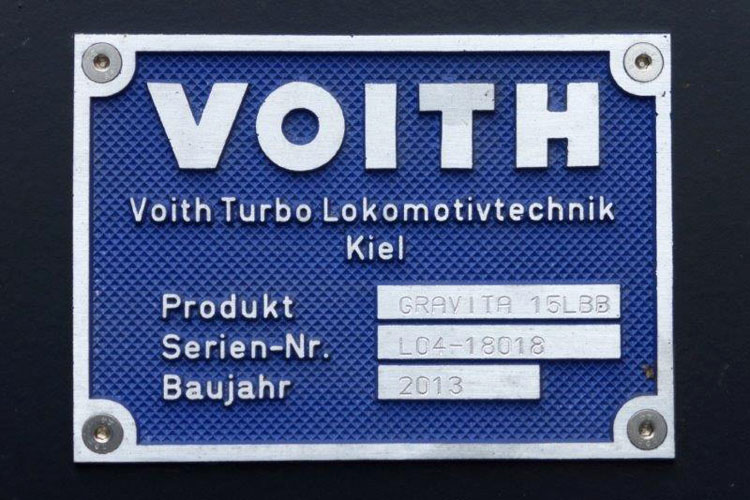 VOITH
Voith Turbo Lokomotivtechnik
Kiel
Produkt GRAVITA 15LBB
Serien-Nr. L04-18018
Baujahr 2013